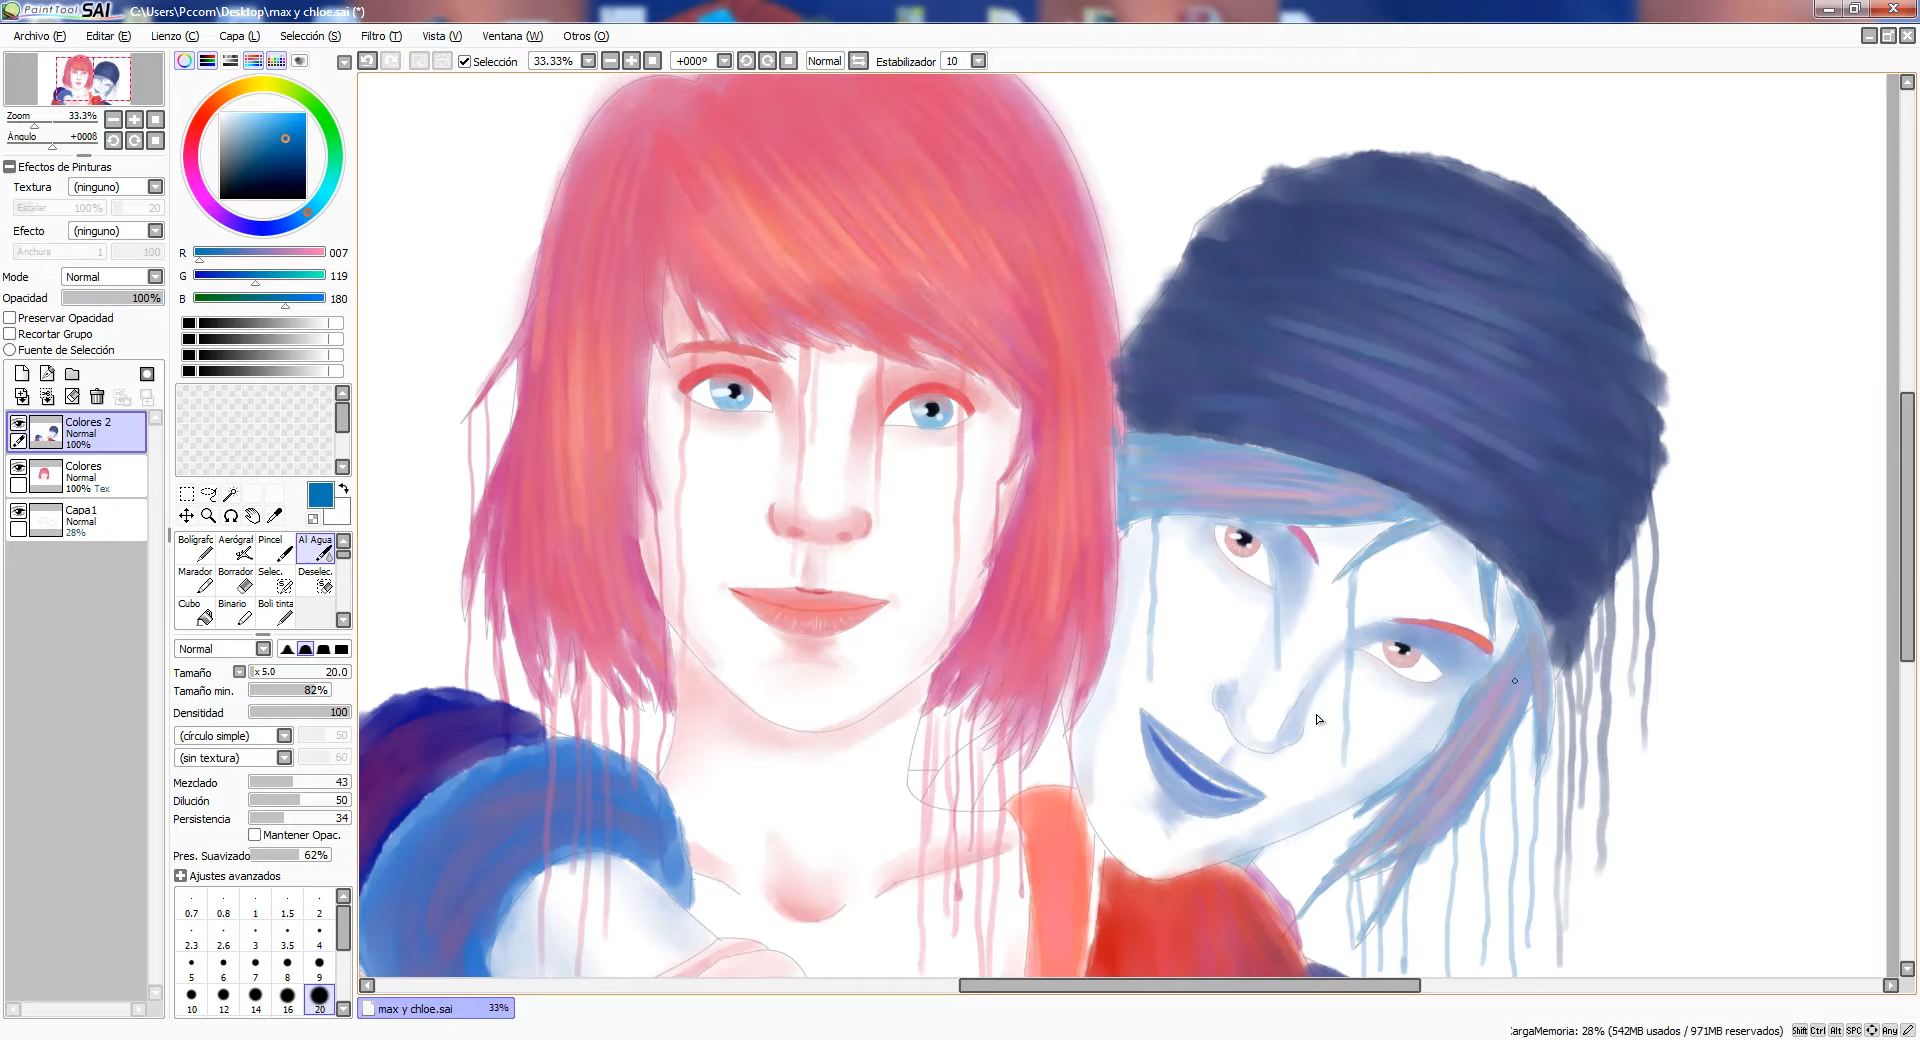 PaintTool SAI C:\Users\Pccom\Desktop\max y chloe.sai (*)
Archivo (F) Editar (E) Lienzo (C) Capa (L) Selección (S) Filtro (T) Vista (V) Ventana (W) Otros (O)
Selección 33.33% +000º Normal Estabilizador 10
Zoom 33.3%
Ángulo +000ß
Efectos de Pinturas
Textura (ninguno)
Escalar 100% 20
Efecto (ninguno)
Anchura 1 100
Mode Normal
Opacidad 100%
Preservar Opacidad
Recortar Grupo
Fuente de Selección
Colores 2
Normal
100%
Colores
Normal
100% Tex
Capa1
Normal
28%
R 007
G 119
B 180
Bolígrafo Aerógraf Pincel Al Agua
Marador Borrador Selec. Deselec.
Cubo Binario Boli tinta
Normal
Tamaño x 5.0 20.0
Tamaño min. 82%
Densitidad 100
(círculo simple) 50
(sin textura) 60
Mezclado 43
Dilución 50
Persistencia 34
Mantener Opac.
Pres. Suavizado 62%
Ajustes avanzados
0.7 0.8 1 1.5 2
2.3 2.6 3 3.5 4
5 6 7 8 9
10 12 14 16 20
max y chloe.sai 33%
CargaMemoria: 28% (542MB usados / 971MB reservados) Shift Ctrl Alt SPC Any